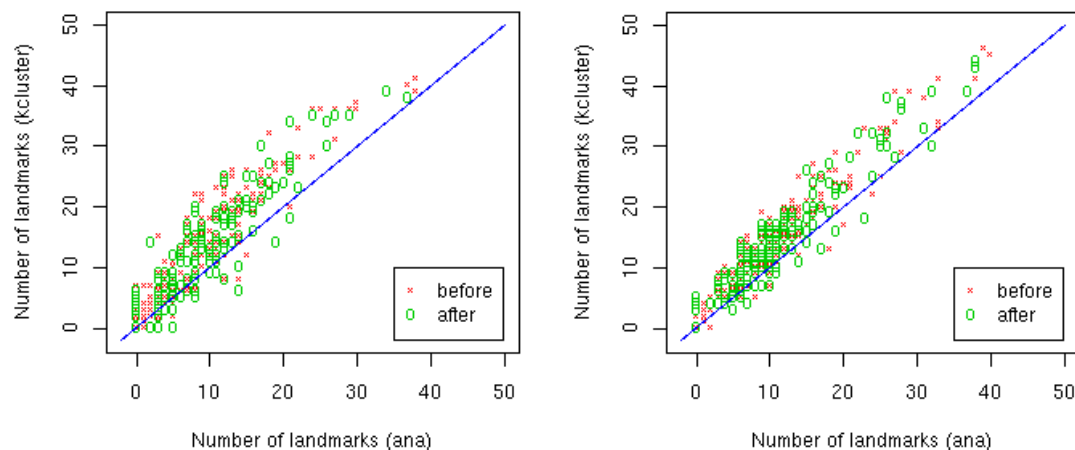 Number of landmarks (kcluster)
50
40
30
20
10
0
before
after
0 10 20 30 40 50
Number of landmarks (ana)
Number of landmarks (kcluster)
50
40
30
20
10
0
before
after
0 10 20 30 40 50
Number of landmarks (ana)